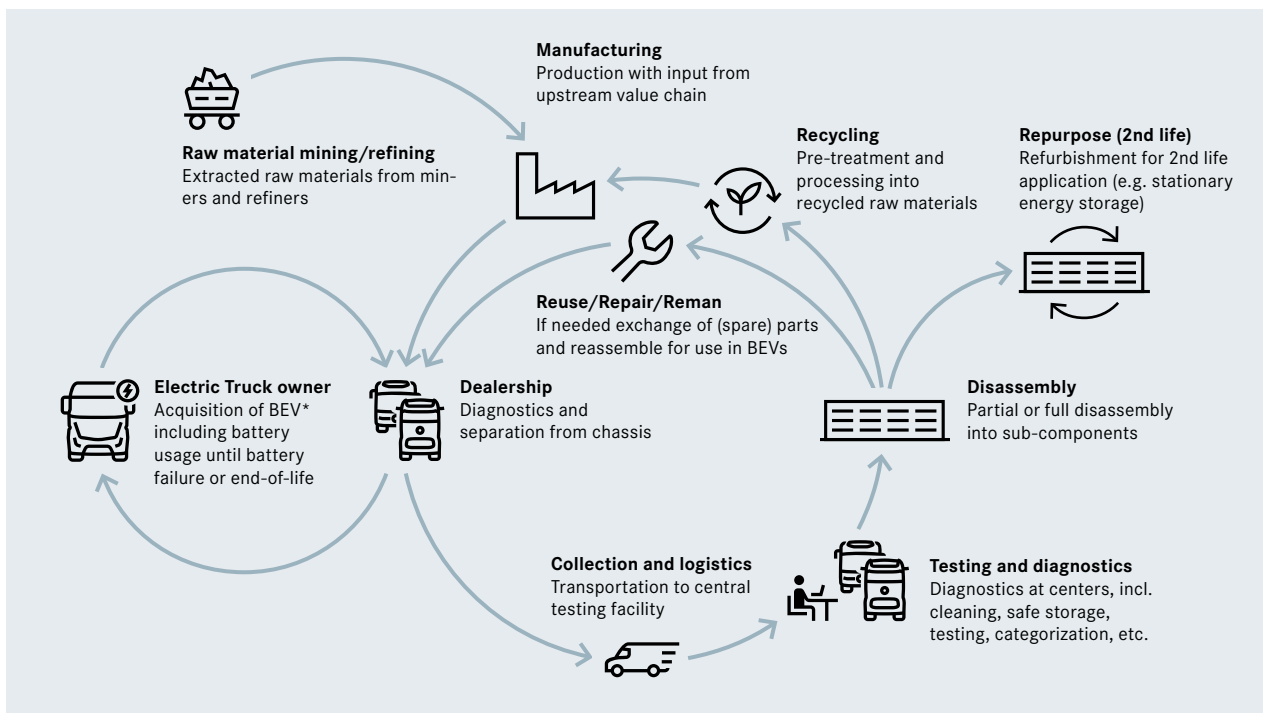 Manufacturing
Production with input from
upstream value chain
Raw material mining/refining
Extracted raw materials from min-
ers and refiners
Recycling
Pre-treatment and
processing into
recycled raw materials
Repurpose (2nd life)
Refurbishment for 2nd life
application (e.g. stationary
energy storage)
Reuse/Repair/Reman
If needed exchange of (spare) parts
and reassemble for use in BEVs
Electric Truck owner
Acquisition of BEV*
including battery
usage until battery
failure or end-of-life
Dealership
Diagnostics and
separation from chassis
Disassembly
Partial or full disassembly
into sub-components
Collection and logistics
Transportation to central
testing facility
Testing and diagnostics
Diagnostics at centers, incl.
cleaning, safe storage,
testing, categorization, etc.